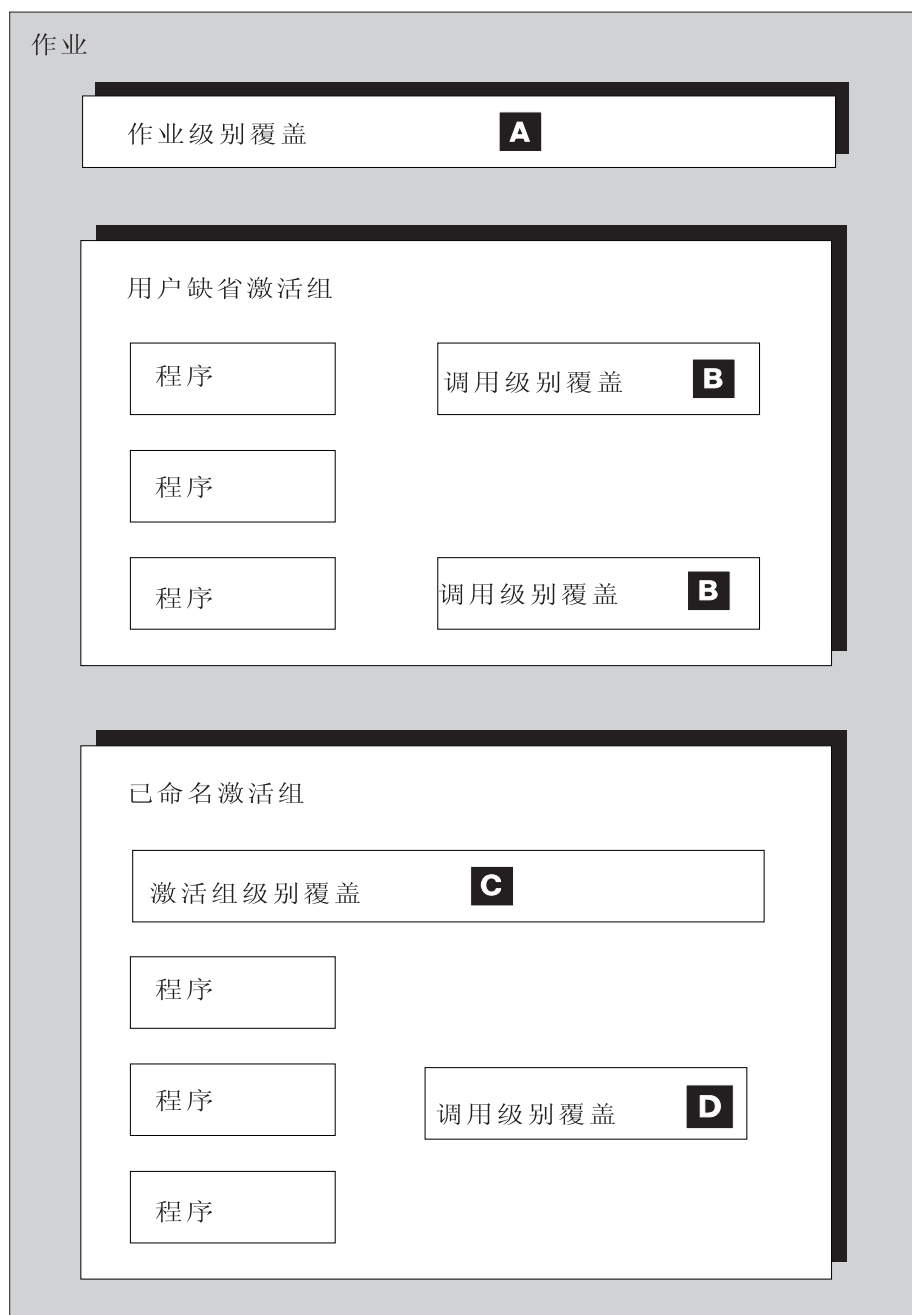 作业
作业级别覆盖 A
用户缺省激活组
程序
调用级别覆盖 B
程序
程序
调用级别覆盖 B
已命名激活组
激活组级别覆盖 C
程序
程序
调用级别覆盖 D
程序